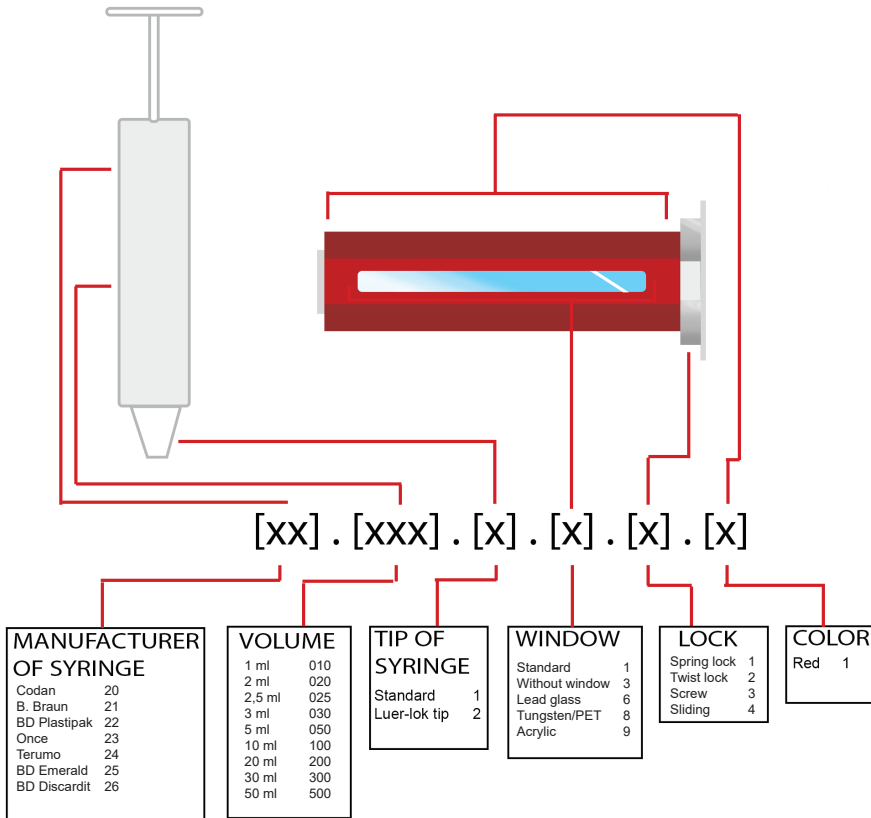 [xx] . [xxx] . [x] . [x] . [x] . [x]
MANUFACTURER
OF SYRINGE
Codan 20
B. Braun 21
BD Plastipak 22
Once 23
Terumo 24
BD Emerald 25
BD Discardit 26
VOLUME
1 ml 010
2 ml 020
2,5 ml 025
3 ml 030
5 ml 050
10 ml 100
20 ml 200
30 ml 300
50 ml 500
TIP OF
SYRINGE
Standard 1
Luer-lok tip 2
WINDOW
Standard 1
Without window 3
Lead glass 6
Tungsten/PET 8
Acrylic 9
LOCK
Spring lock 1
Twist lock 2
Screw 3
Sliding 4
COLOR
Red 1